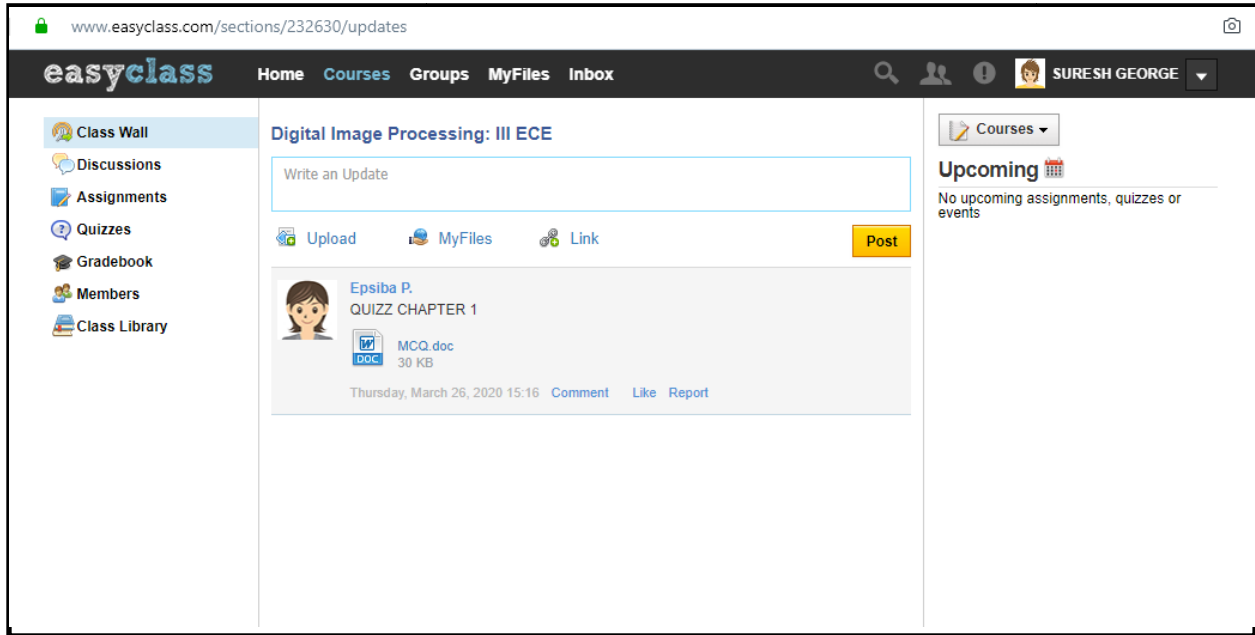 www.easyclass.com/sections/232630/updates
easyclass Home Courses Groups MyFiles Inbox SURESH GEORGE
Class Wall
Discussions
Assignments
Quizzes
Gradebook
Members
Class Library
Digital Image Processing: III ECE
Write an Update
Upload MyFiles Link Post
Epsiba P.
QUIZZ CHAPTER 1
W DOC
MCQ.doc
30 KB
Thursday, March 26, 2020 15:16 Comment Like Report
Courses
Upcoming
No upcoming assignments, quizzes or
events